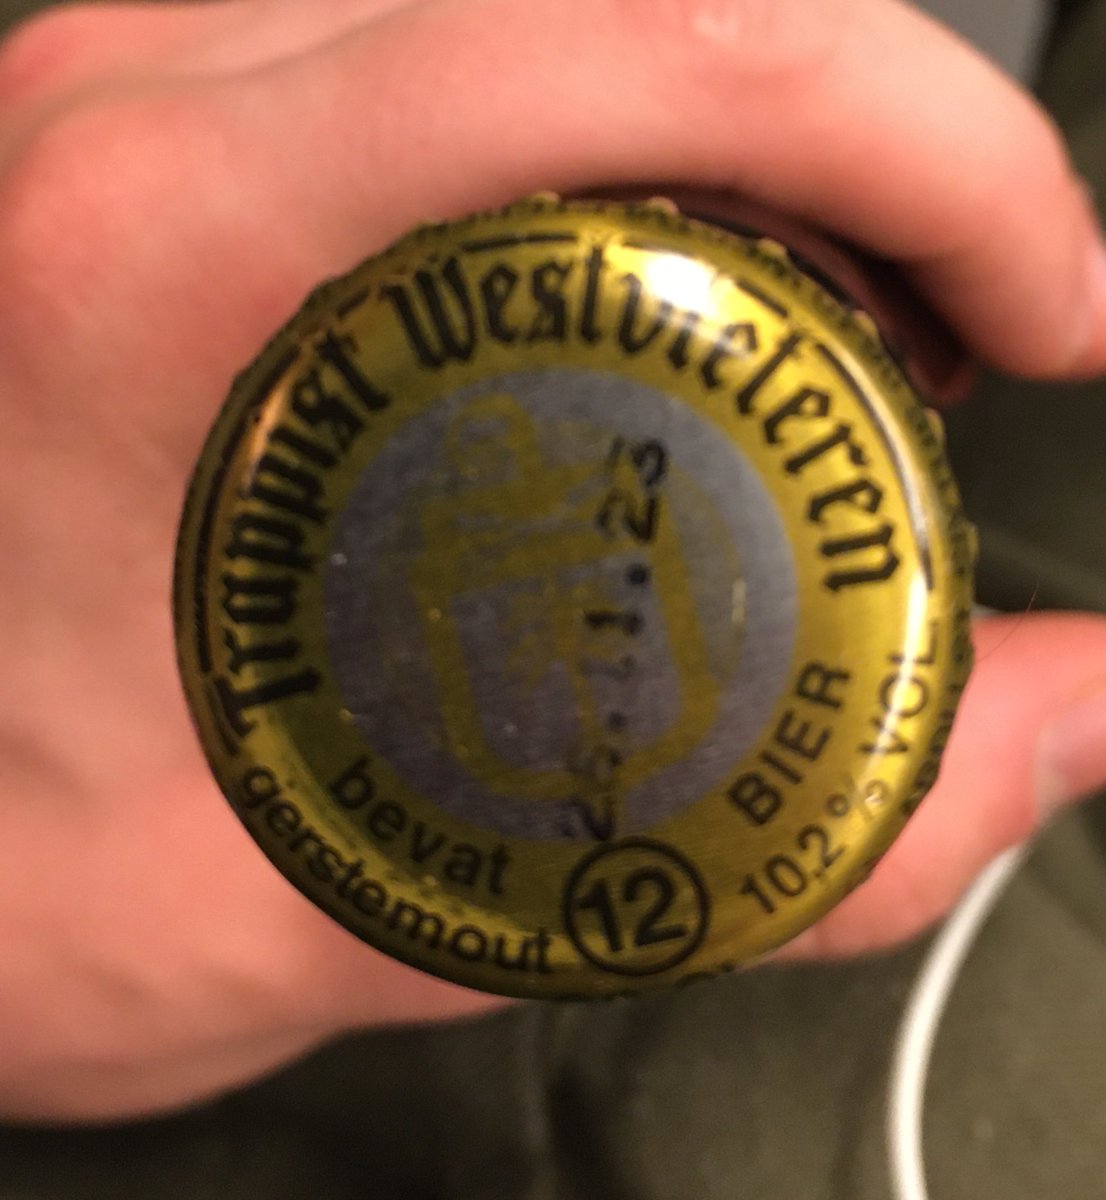 Trappist Westvleteren
25.11.23
bevat
gerstemout
12
BIER
10.2 % VOL.